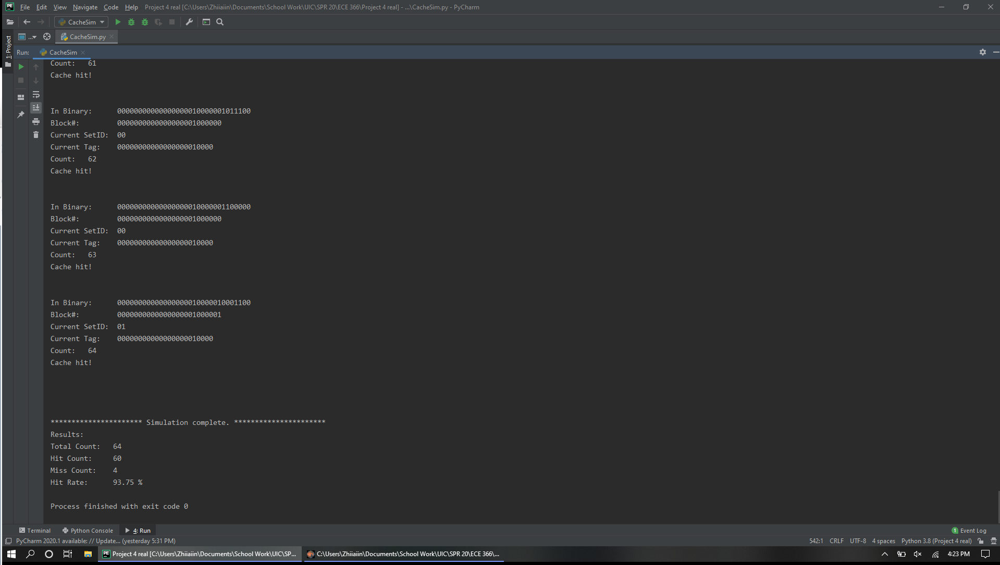 PE File Edit View Navigate Code Help Project 4 real [C:\Users\Zhiiaiin\Documents\School Work\UIC\SPR 20\ECE 366\Project 4 real] - ...\CacheSim.py - PyCharm
CacheSim
... CacheSim.py
1: Project
Run: CacheSim
Count: 61
Cache hit!
In Binary: 00000000000000000010000001011100
Block#: 0000000000000000001000000
Current SetID: 00
Current Tag: 00000000000000000010000
Count: 62
Cache hit!
In Binary: 00000000000000000010000001100000
Block#: 0000000000000000001000000
Current SetID: 00
Current Tag: 00000000000000000010000
Count: 63
Cache hit!
In Binary: 00000000000000000010000010001100
Block#: 0000000000000000001000001
Current SetID: 01
Current Tag: 00000000000000000010000
Count: 64
Cache hit!
********************** Simulation complete. **********************
Results:
Total Count: 64
Hit Count: 60
Miss Count: 4
Hit Rate: 93.75 %
Process finished with exit code 0
Terminal Python Console 4: Run 1 Event Log
PyCharm 2020.1 available: // Update... (yesterday 5:31 PM) 542:1 CRLF UTF-8 4 spaces Python 3.8 (Project 4 real)
PE Project 4 real [C:\Users\Zhiiaiin\Documents\School Work\UIC\SP... C:\Users\Zhiiaiin\Documents\School Work\UIC\SPR 20\ECE 366\... 4:23 PM